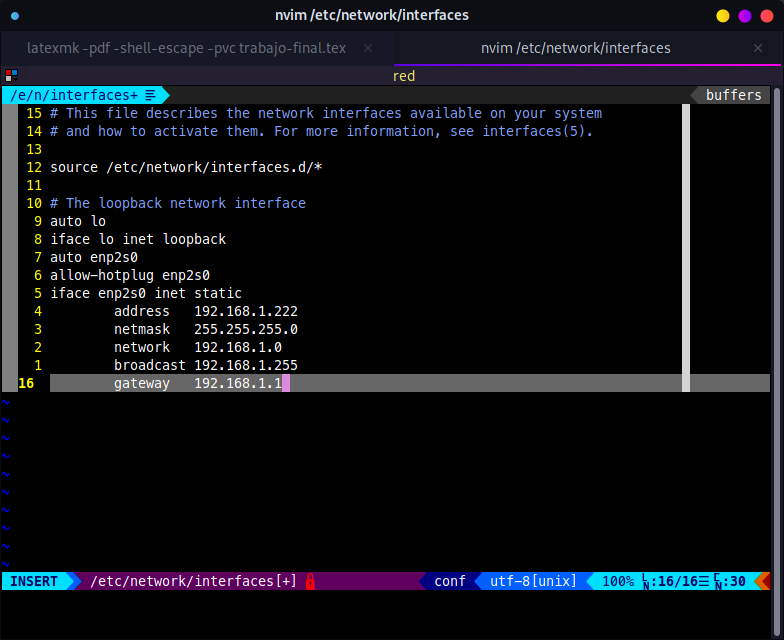 nvim /etc/network/interfaces
latexmk -pdf -shell-escape -pvc trabajo-final.tex × nvim /etc/network/interfaces ×
red
/e/n/interfaces+ buffers
15 # This file describes the network interfaces available on your system
14 # and how to activate them. For more information, see interfaces(5).
13
12 source /etc/network/interfaces.d/*
11
10 # The loopback network interface
9 auto lo
8 iface lo inet loopback
7 auto enp2s0
6 allow-hotplug enp2s0
5 iface enp2s0 inet static
4 address 192.168.1.222
3 netmask 255.255.255.0
2 network 192.168.1.0
1 broadcast 192.168.1.255
16 gateway 192.168.1.1
~
~
~
~
~
~
~
~
~
~
INSERT /etc/network/interfaces[+] conf utf-8[unix] 100% LN:16/16☰ CN:30